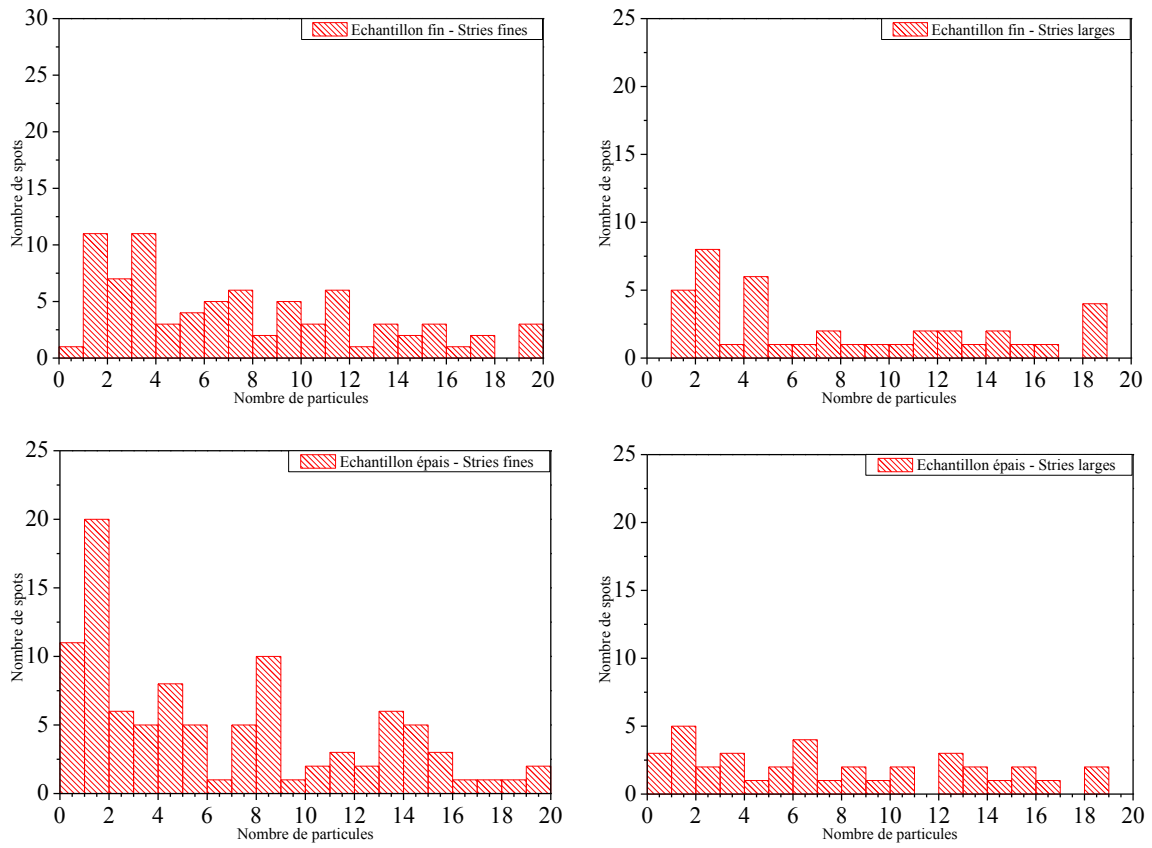 Echantillon fin - Stries fines
30
25
20
15
10
5
0
Nombre de spots
0 2 4 6 8 10 12 14 16 18 20
Nombre de particules
Echantillon fin - Stries larges
25
20
15
10
5
0
Nombre de spots
0 2 4 6 8 10 12 14 16 18 20
Nombre de particules
Echantillon épais - Stries fines
25
20
15
10
5
0
Nombre de spots
0 2 4 6 8 10 12 14 16 18 20
Nombre de particules
Echantillon épais - Stries larges
25
20
15
10
5
0
Nombre de spots
0 2 4 6 8 10 12 14 16 18 20
Nombre de particules